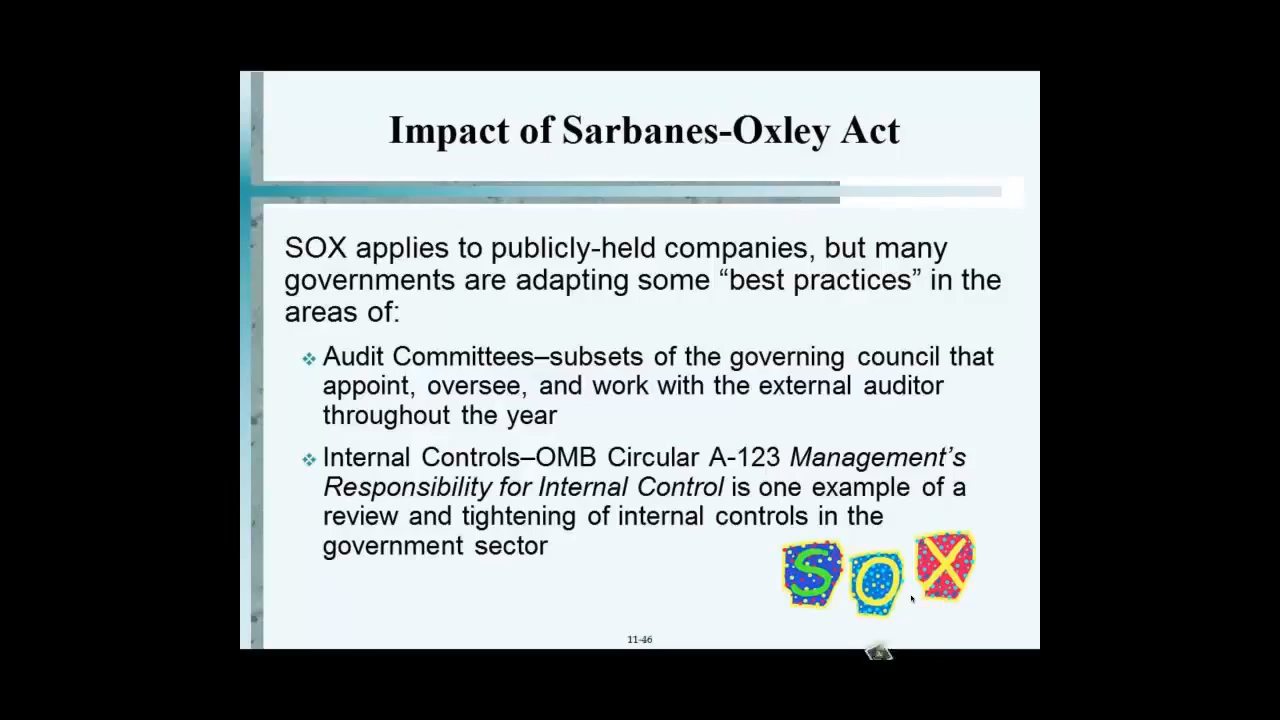 Impact of Sarbanes-Oxley Act
SOX applies to publicly-held companies, but many
governments are adapting some “best practices” in the
areas of:
Audit Committees–subsets of the governing council that
appoint, oversee, and work with the external auditor
throughout the year
Internal Controls–OMB Circular A-123 Management’s
Responsibility for Internal Control is one example of a
review and tightening of internal controls in the
government sector
SOX
11-46